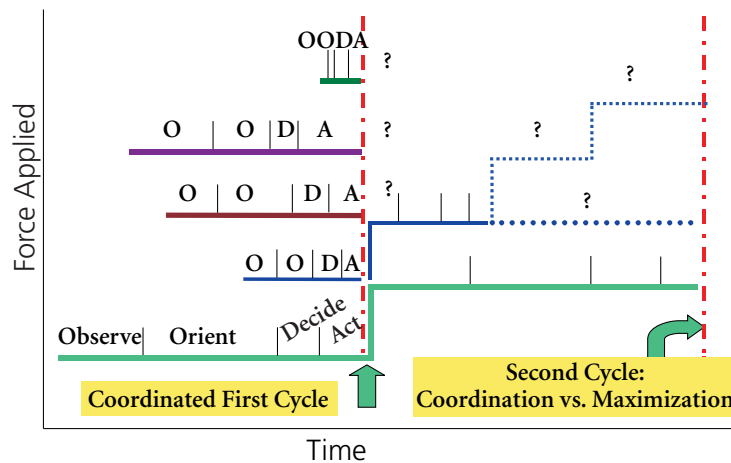 OODA
?
?
O O D A
?
?
O O D A
?
?
O O D A
Observe Orient Decide Act
Coordinated First Cycle
Second Cycle:
Coordination vs. Maximization
Force Applied
Time